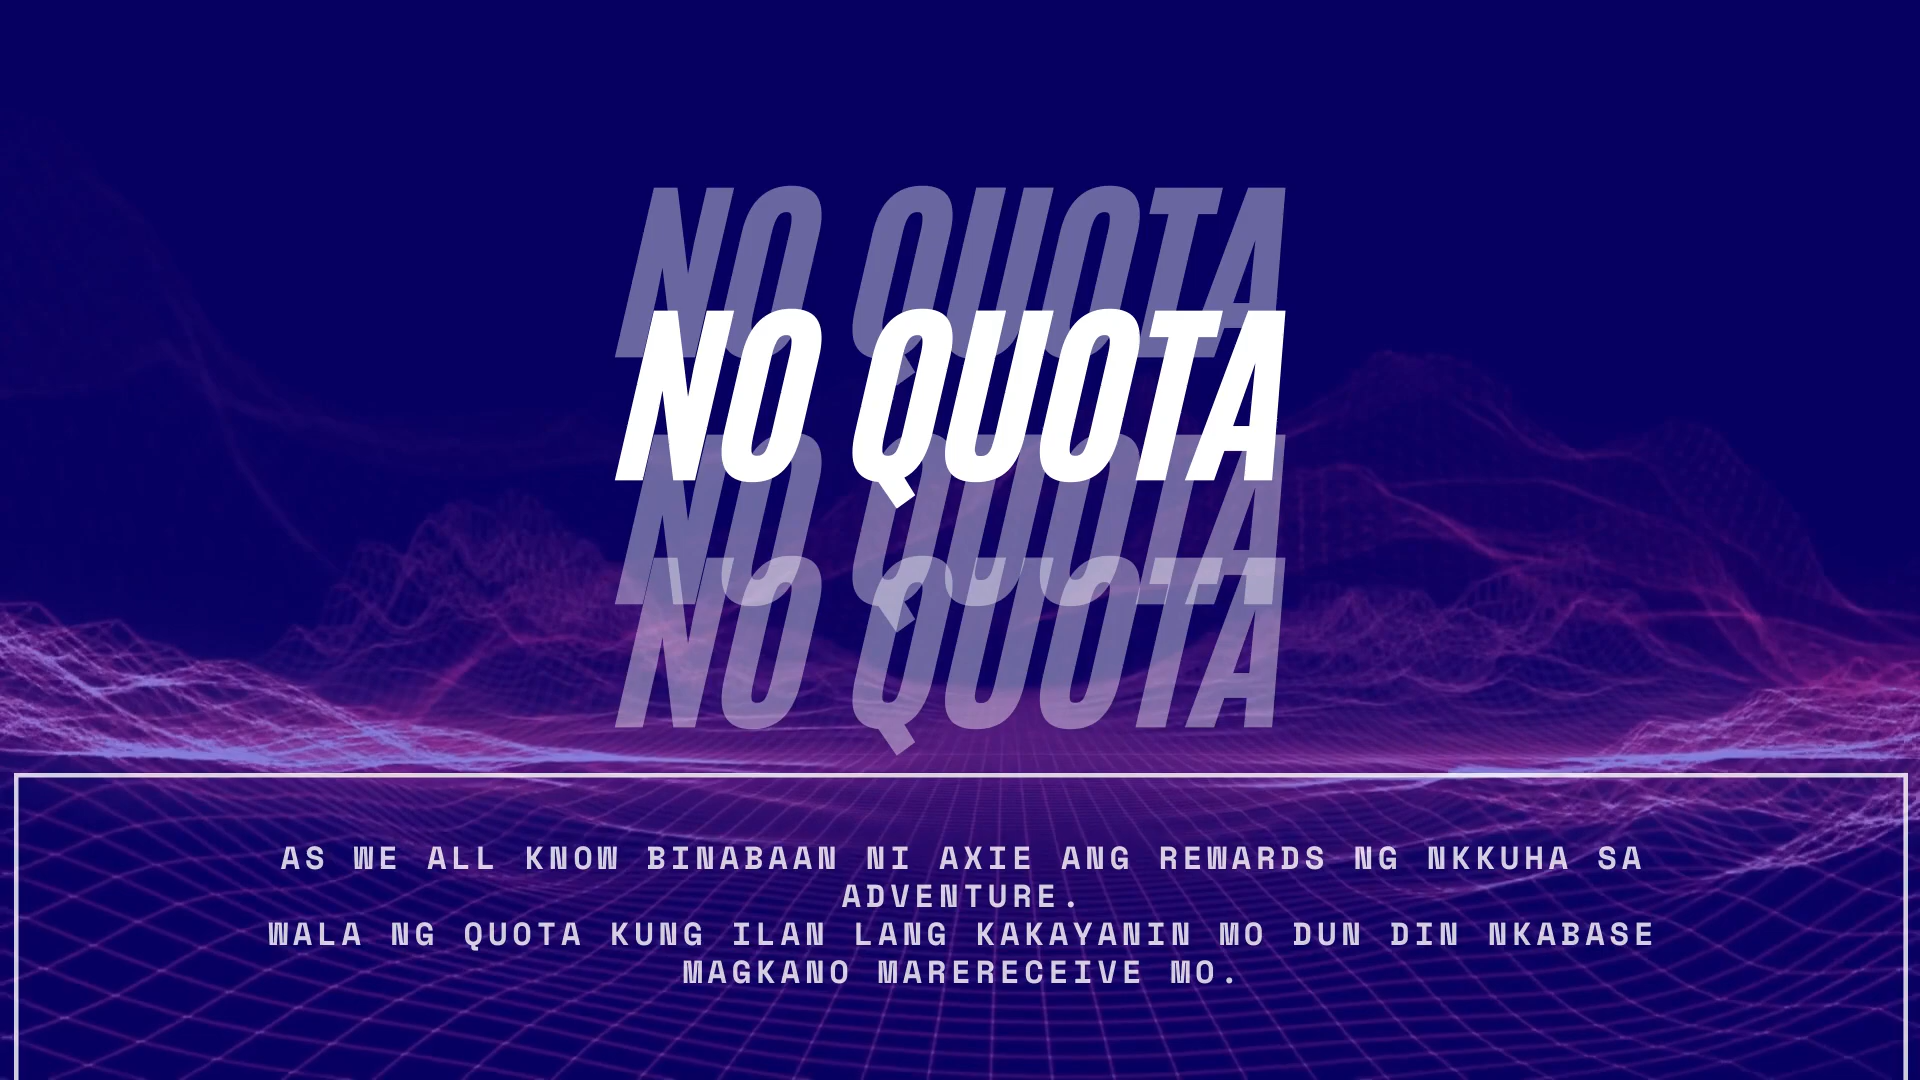 NO QUOTA
NO QUOTA
NO QUOTA
NO QUOTA
AS WE ALL KNOW BINABAAN NI AXIE ANG REWARDS NG NKKUHA SA
ADVENTURE.
WALA NG QUOTA KUNG ILAN LANG KAKAYANIN MO DUN DIN NKABASE
MAGKANO MARERECEIVE MO.